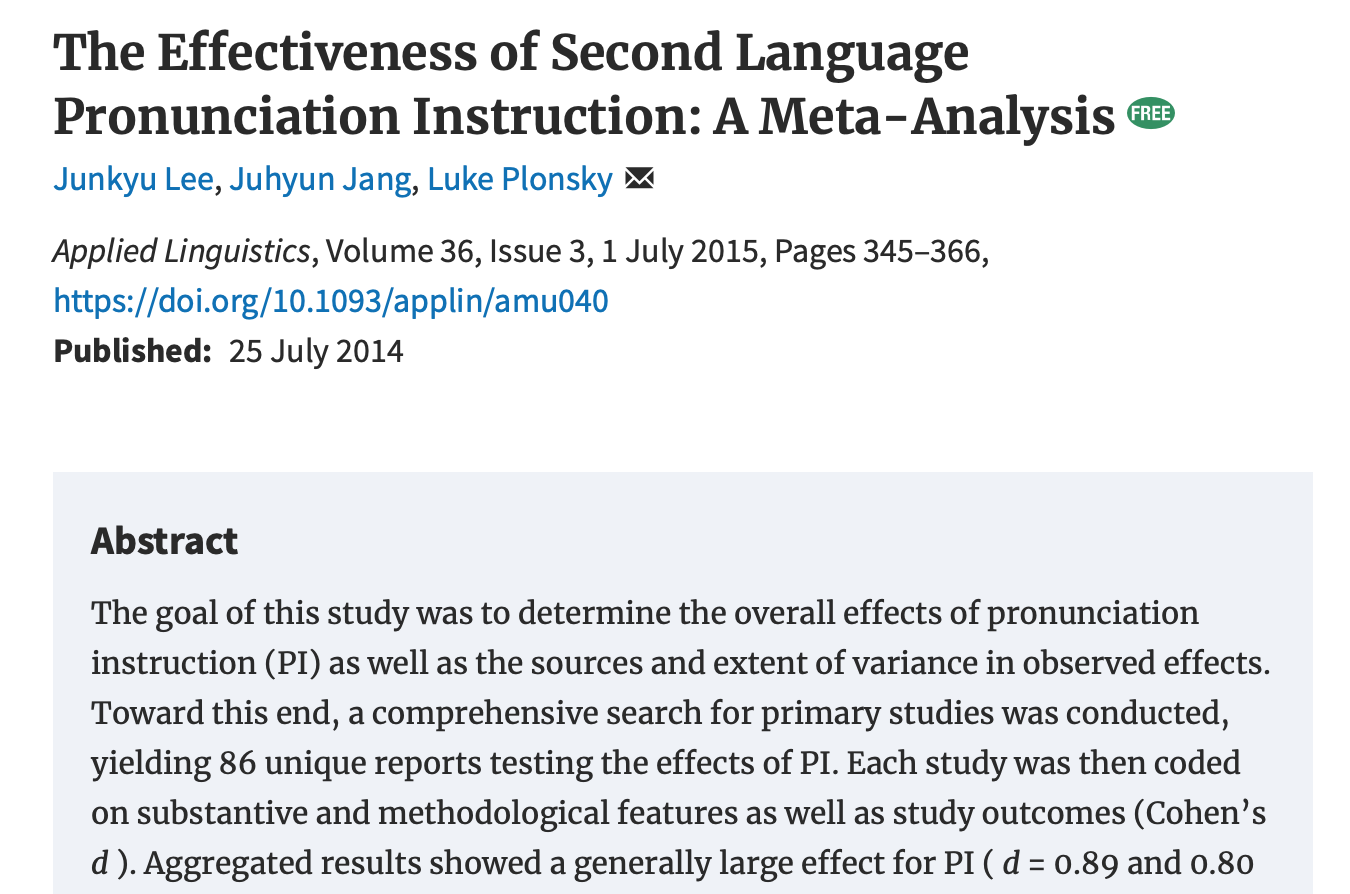 The Effectiveness of Second Language
Pronunciation Instruction: A Meta-Analysis FREE
Junkyu Lee, Juhyun Jang, Luke Plonsky
Applied Linguistics, Volume 36, Issue 3, 1 July 2015, Pages 345–366,
https://doi.org/10.1093/applin/amu040
Published: 25 July 2014
Abstract
The goal of this study was to determine the overall effects of pronunciation
instruction (PI) as well as the sources and extent of variance in observed effects.
Toward this end, a comprehensive search for primary studies was conducted,
yielding 86 unique reports testing the effects of PI. Each study was then coded
on substantive and methodological features as well as study outcomes (Cohen’s
d ). Aggregated results showed a generally large effect for PI ( d = 0.89 and 0.80